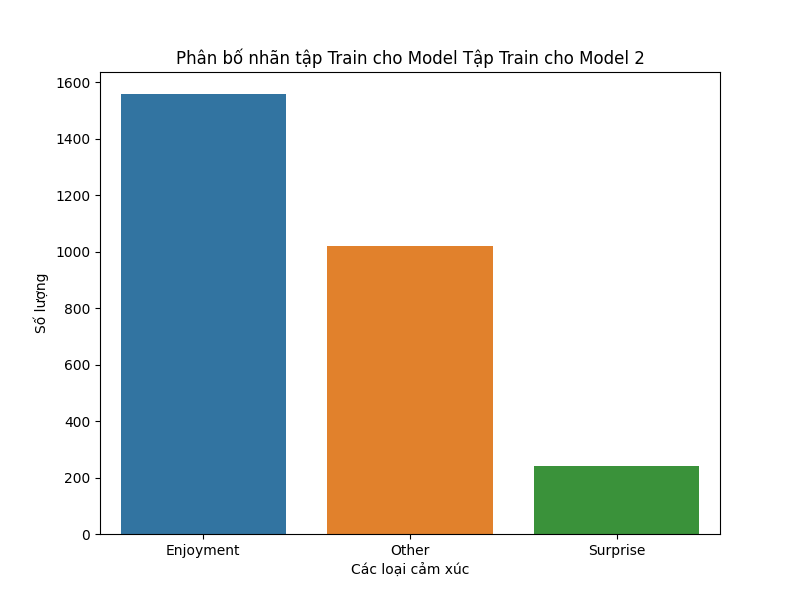 Phân bố nhãn tập Train cho Model Tập Train cho Model 2
1600
1400
1200
1000
800
600
400
200
0
Số lượng
Enjoyment Other Surprise
Các loại cảm xúc